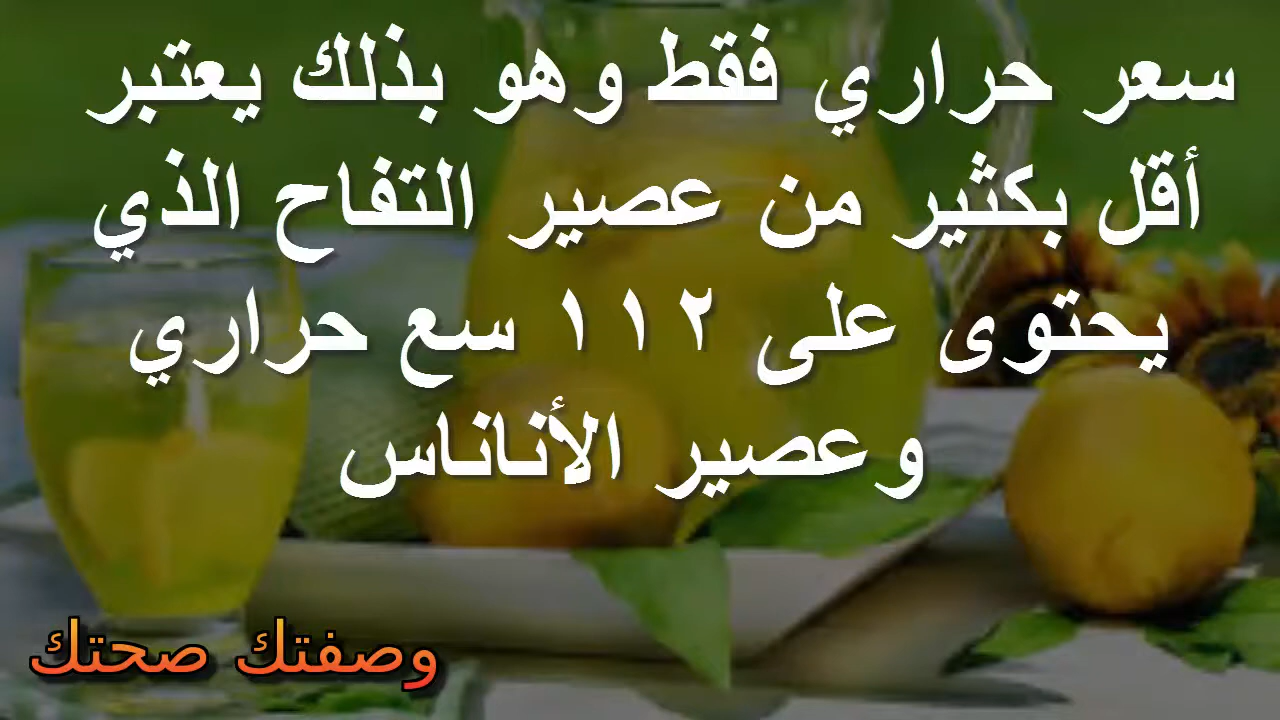 سعر حراري فقط وهو بذلك يعتبر
أقل بكثير من عصير التفاح الذي
يحتوى على ١١٢ سع حراري
وعصير الأناناس
وصفتك صحتك